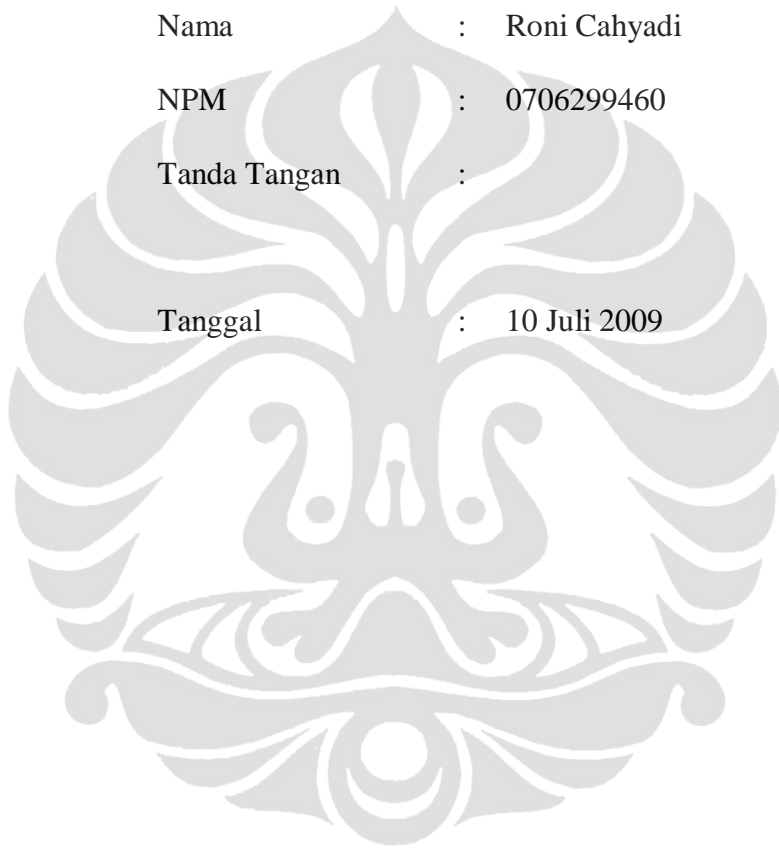 Nama : Roni Cahyadi
NPM : 0706299460
Tanda Tangan :
Tanggal : 10 Juli 2009